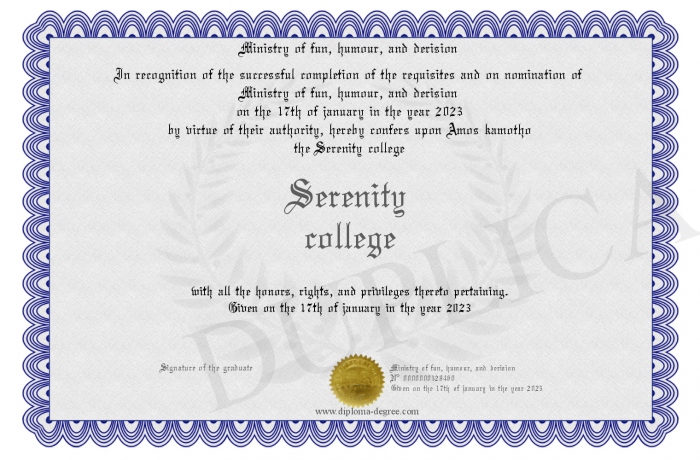 Ministry of fun, humour, and derision
In recognition of the successful completion of the requisites and on nomination of
Ministry of fun, humour, and derision
on the 17th of january in the year 2023
by virtue of their authority, hereby confers upon Amos kamotho
the Serenity college
Serenity
college
with all the honors, rights, and privileges thereto pertaining.
Given on the 17th of january in the year 2023
DUPLICA
Signature of the graduate
Ministry of fun, humour, and derision
Given on the 17th of january in the year 2023
www.diploma-degree.com